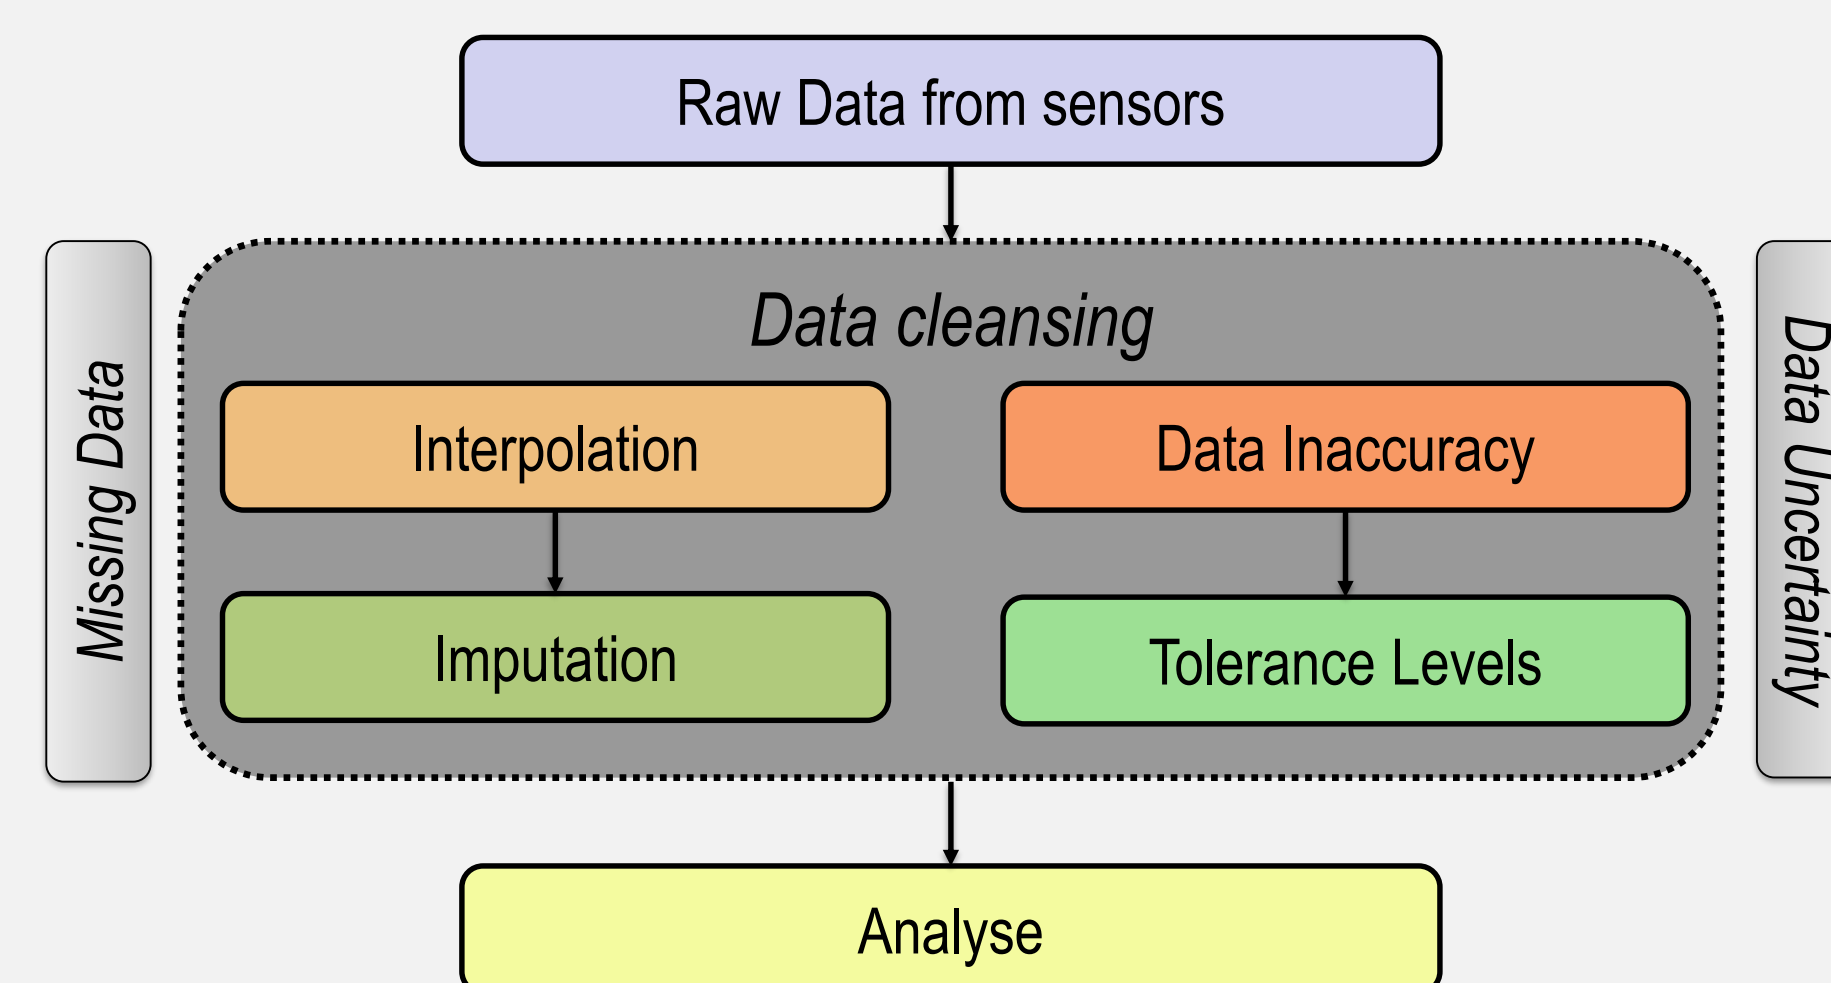 Raw Data from sensors
Missing Data
Data cleansing
Interpolation
Data Inaccuracy
Imputation
Tolerance Levels
Data Uncertainty
Analyse